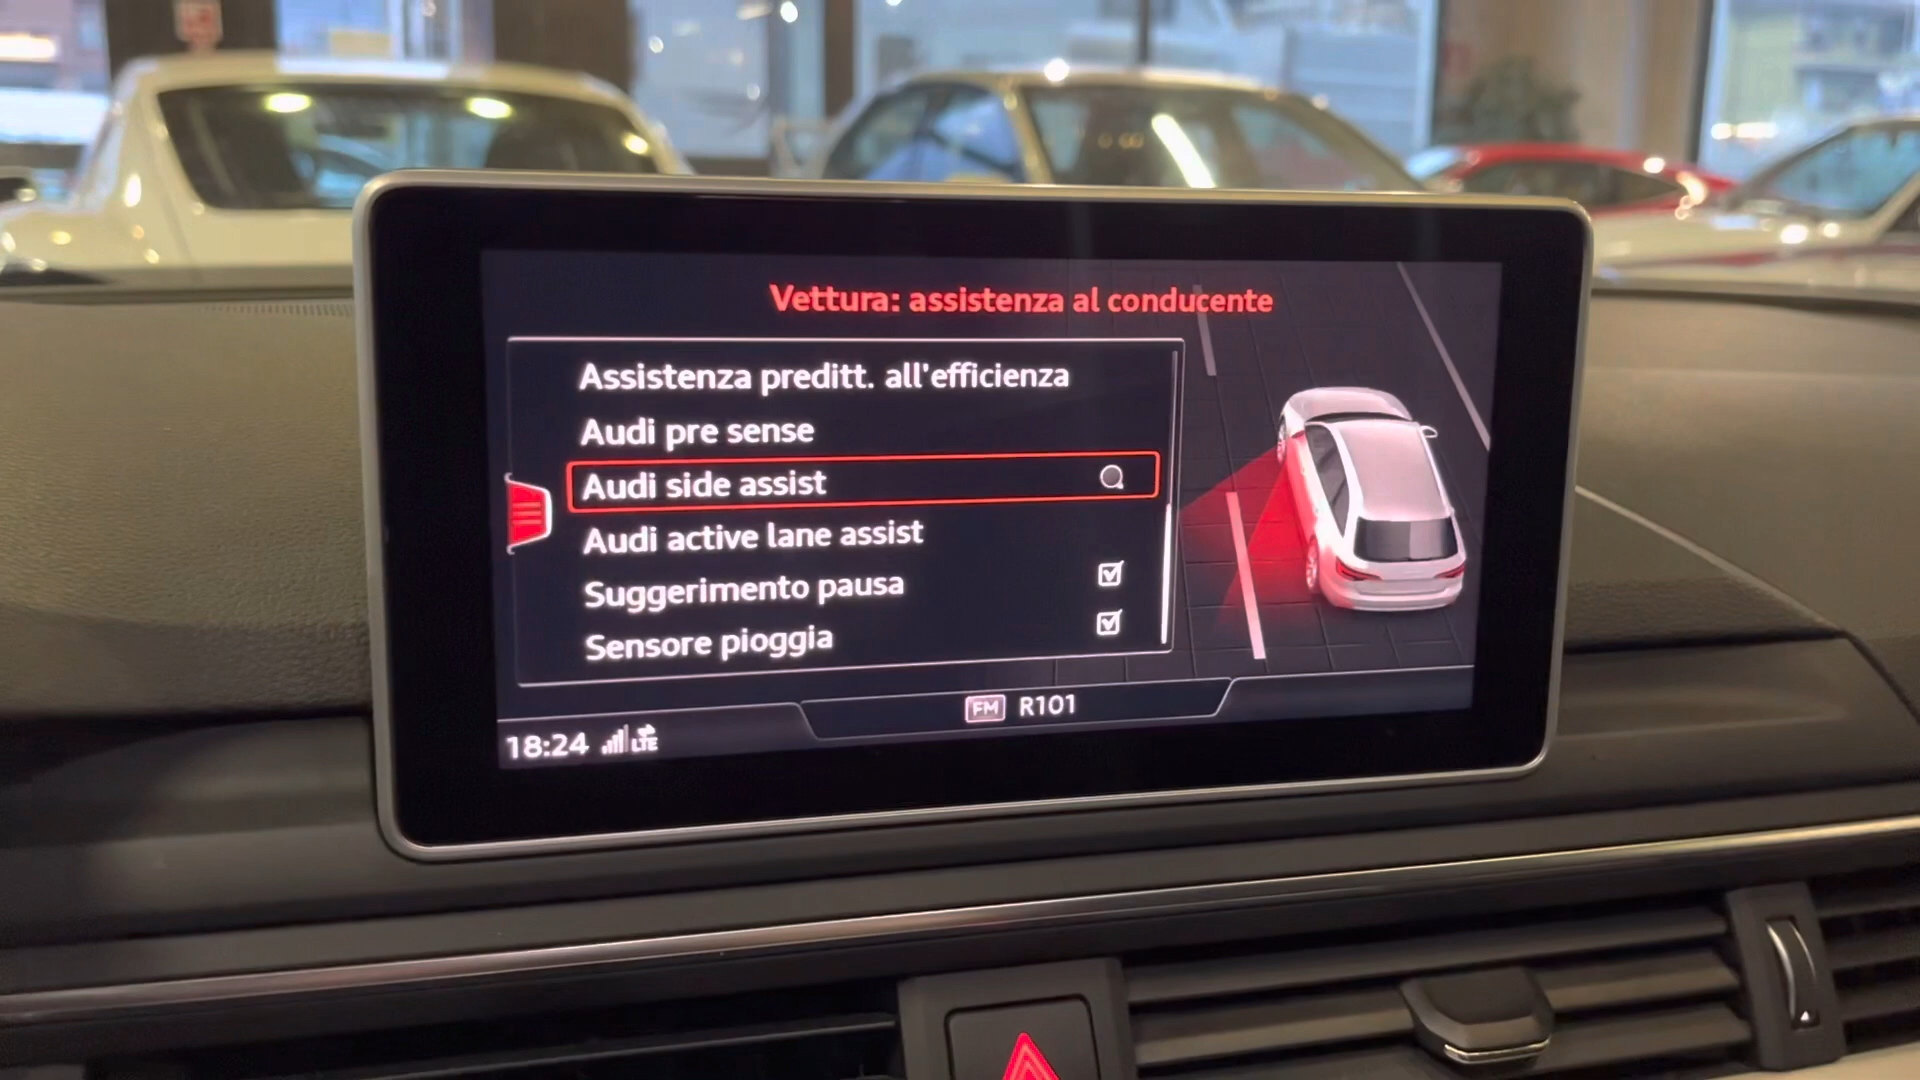 Vettura: assistenza al conducente
Assistenza preditt. all'efficienza
Audi pre sense
Audi side assist
Audi active lane assist
Suggerimento pausa
Sensore pioggia
FM R101
18:24 LTE